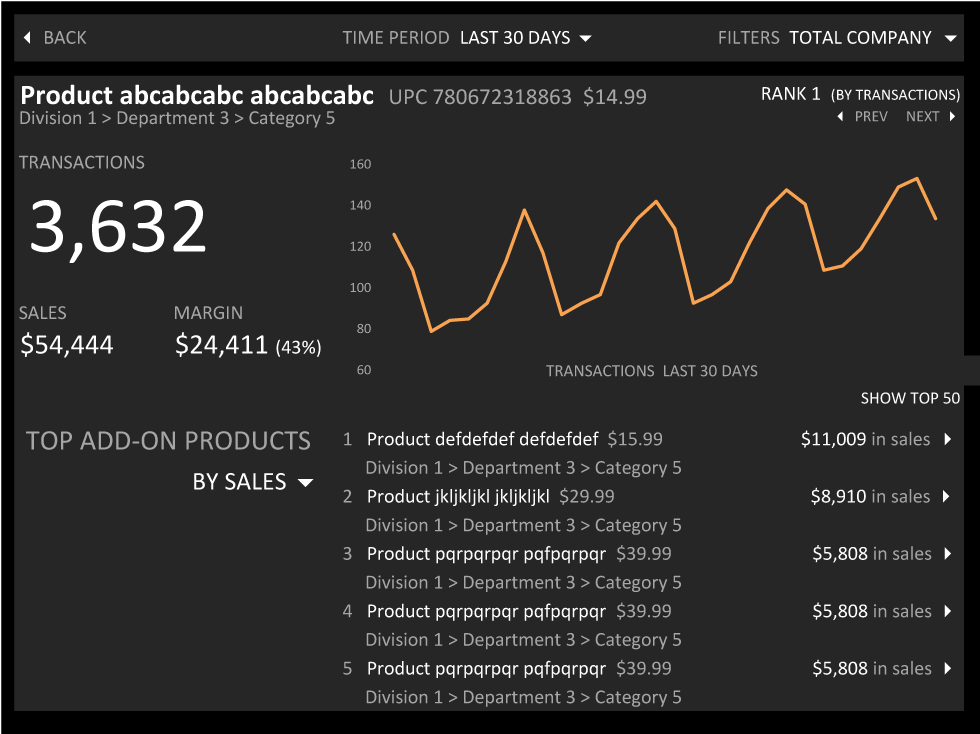 BACK TIME PERIOD LAST 30 DAYS FILTERS TOTAL COMPANY
Product abcabcabc abcabcabc UPC 780672318863 $14.99 RANK 1 (BY TRANSACTIONS)
Division 1 > Department 3 > Category 5 PREV NEXT
TRANSACTIONS
3,632
SALES MARGIN
$54,444 $24,411 (43%)
160
140
120
100
80
60
TRANSACTIONS LAST 30 DAYS
SHOW TOP 50
TOP ADD-ON PRODUCTS
BY SALES
1 Product defdefdef defdefdef $15.99 $11,009 in sales
Division 1 > Department 3 > Category 5
2 Product jkljkljkl jkljkljkl $29.99 $8,910 in sales
Division 1 > Department 3 > Category 5
3 Product pqrpqrpqr pqfpqrpqr $39.99 $5,808 in sales
Division 1 > Department 3 > Category 5
4 Product pqrpqrpqr pqfpqrpqr $39.99 $5,808 in sales
Division 1 > Department 3 > Category 5
5 Product pqrpqrpqr pqfpqrpqr $39.99 $5,808 in sales
Division 1 > Department 3 > Category 5